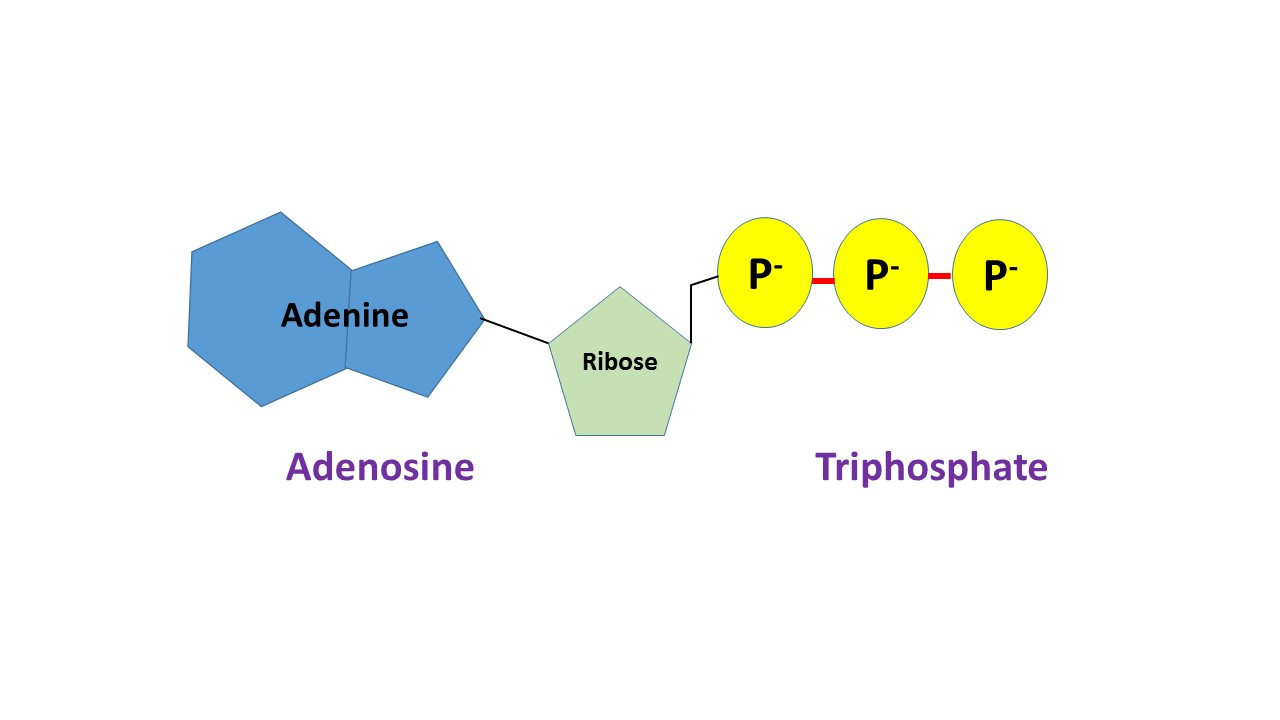 Adenine
Ribose
P-
P-
P-
Adenosine
Triphosphate